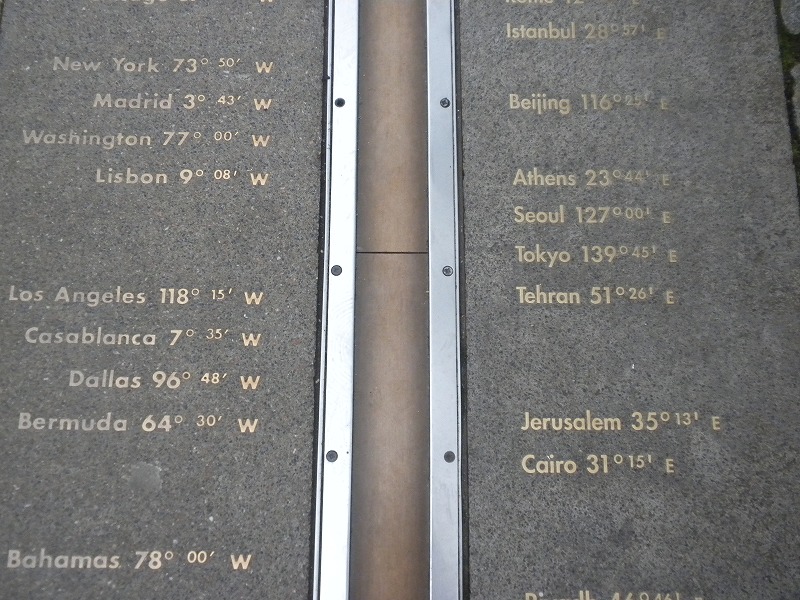 New York 73° 50' W
Madrid 3° 43' W
Washington 77° 00' W
Lisbon 9° 08' W
Los Angeles 118° 15' W
Casablanca 7° 35' W
Dallas 96° 48' W
Bermuda 64° 30' W
Bahamas 78° 00' W
Istanbul 28° 57' E
Beijing 116° 25' E
Athens 23° 44' E
Seoul 127° 00' E
Tokyo 139° 45' E
Tehran 51° 26' E
Jerusalem 35° 13' E
Cairo 31° 15' E